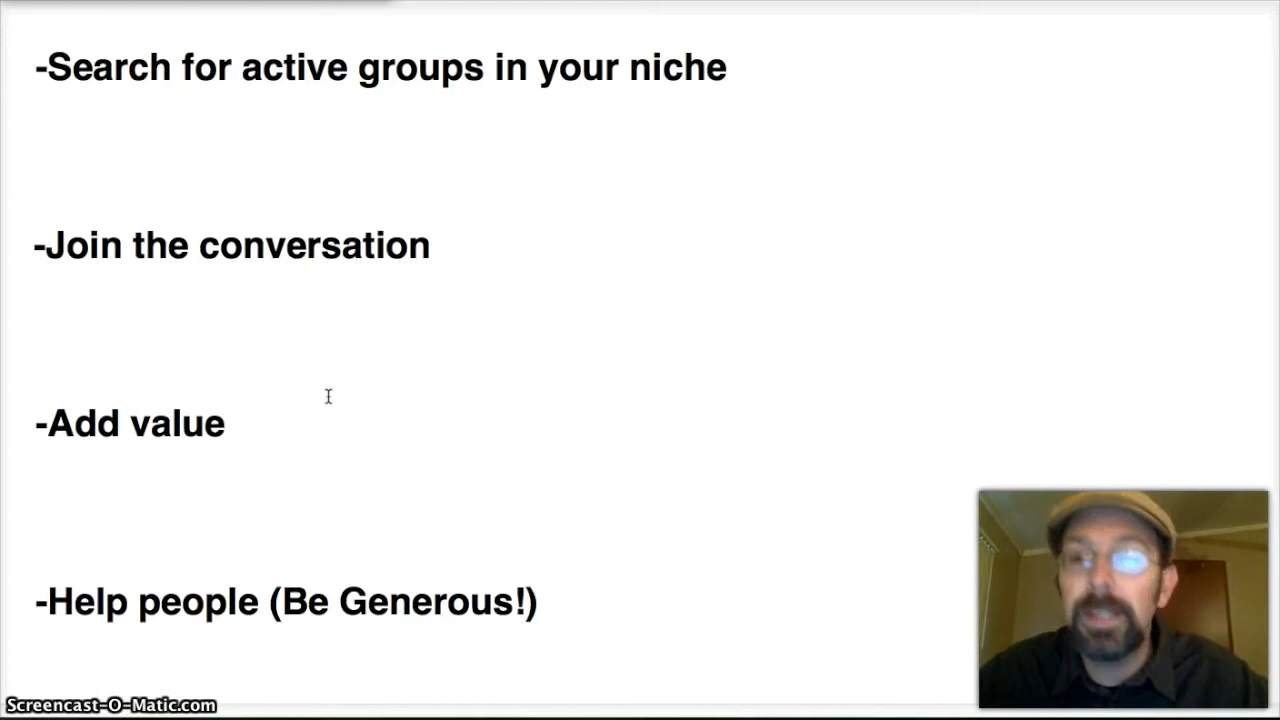 -Search for active groups in your niche
-Join the conversation
-Add value
-Help people (Be Generous!)
Screencast-O-Matic.com